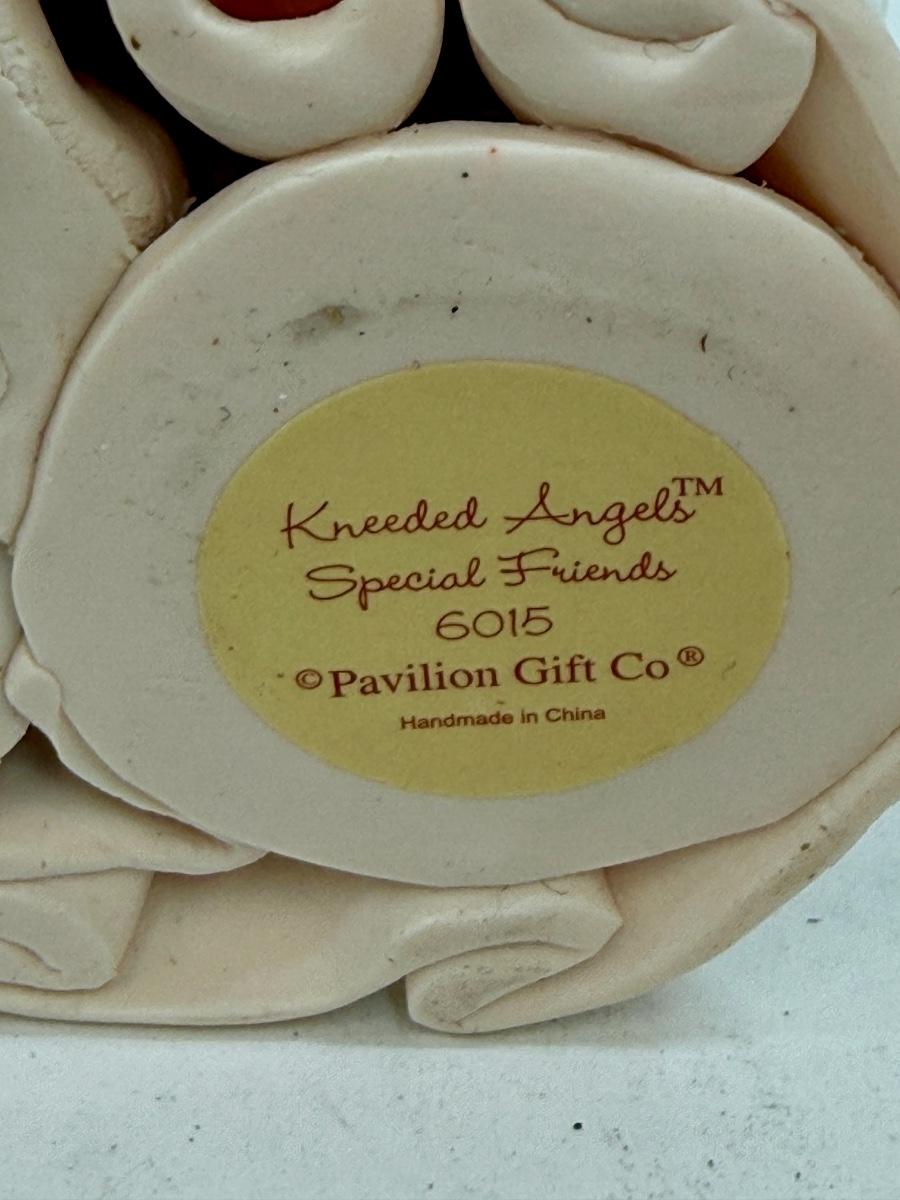 Kneeded Angels™
Special Friends
6015
©Pavilion Gift Co®
Handmade in China